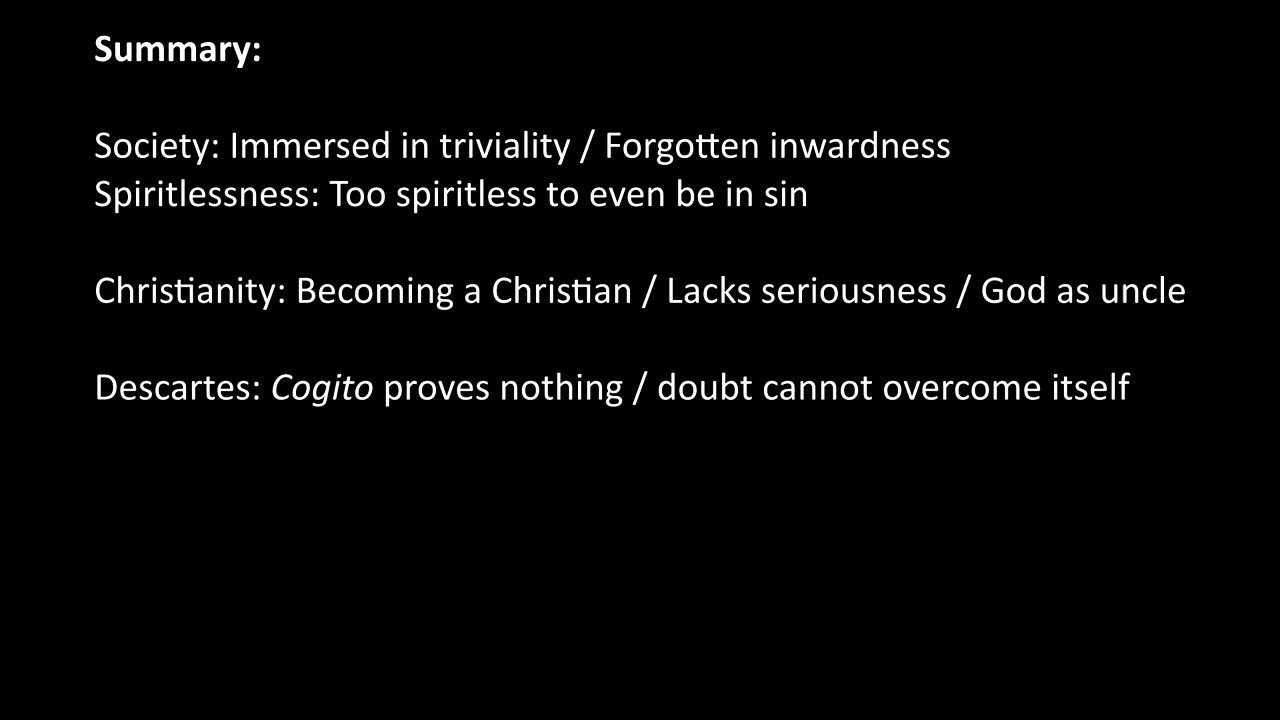 Summary:
Society: Immersed in triviality / Forgotten inwardness
Spiritlessness: Too spiritless to even be in sin
Christianity: Becoming a Christian / Lacks seriousness / God as uncle
Descartes: Cogito proves nothing / doubt cannot overcome itself